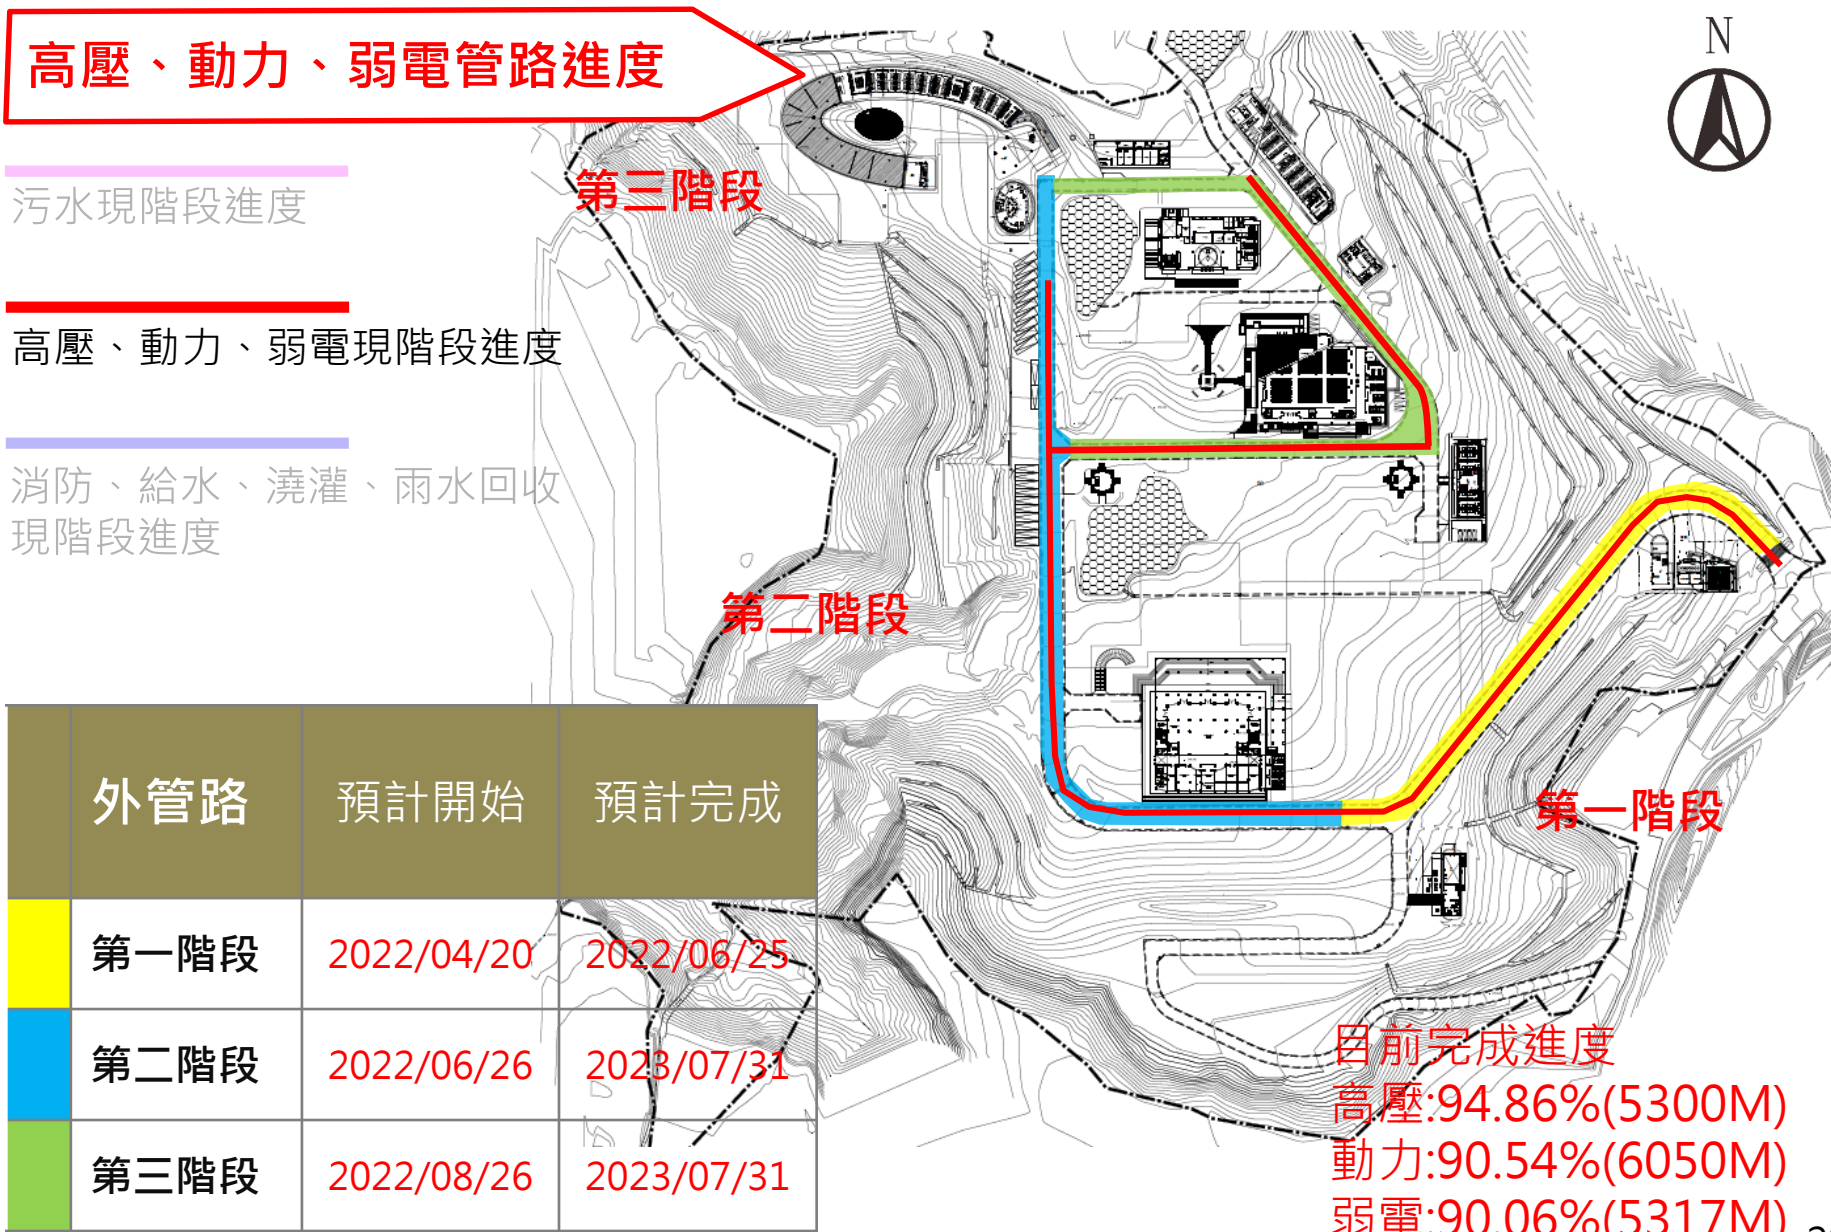 高壓、動力、弱電管路進度
N
污水現階段進度
高壓、動力、弱電現階段進度
消防、給水、澆灌、雨水回收
現階段進度
第三階段
第二階段
第一階段
外管路 預計開始 預計完成
第一階段 2022/04/20 2022/06/25
第二階段 2022/06/26 2023/07/31
第三階段 2022/08/26 2023/07/31
目前完成進度
高壓:94.86%(5300M)
動力:90.54%(6050M)
弱電:90.06%(5317M)